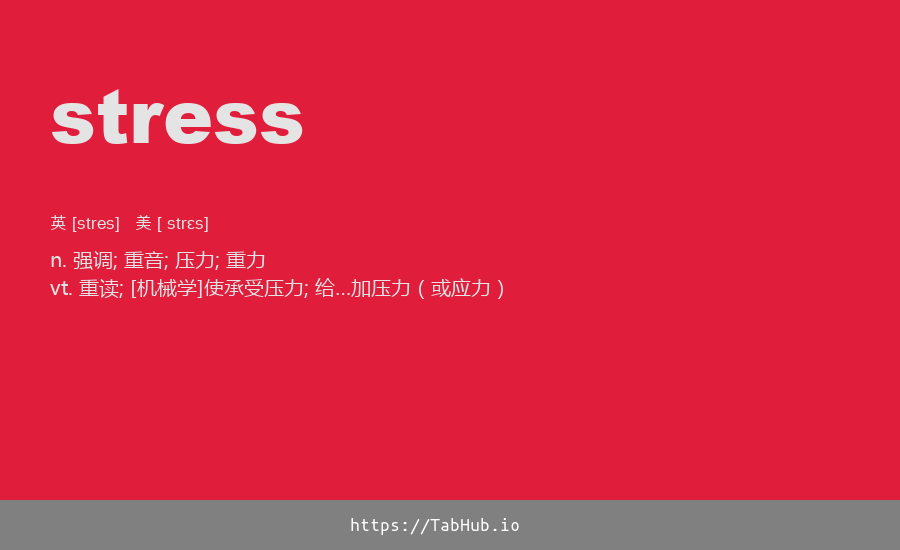 stress
英 [stres] 美 [ strɛs]
n. 强调; 重音; 压力; 重力
vt. 重读; [机械学]使承受压力; 给...加压力（或应力）
https://TabHub.io